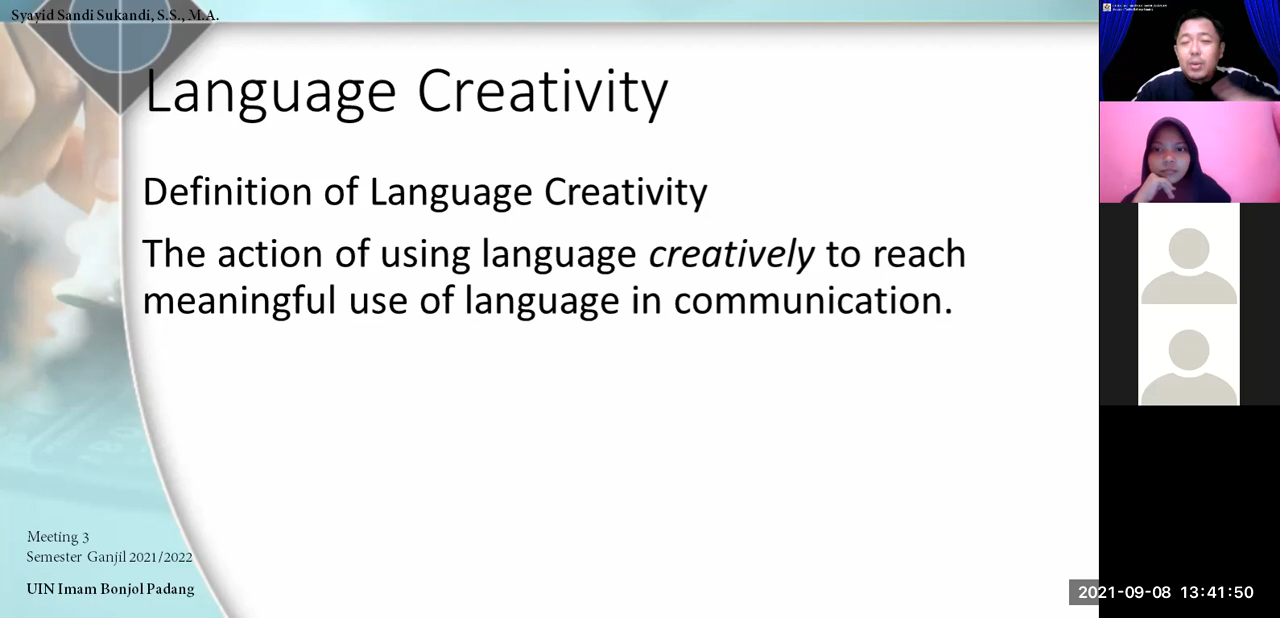 Syayid Sandi Sukandi, S.S., M.A.
Language Creativity
Definition of Language Creativity
The action of using language creatively to reach
meaningful use of language in communication.
Meeting 3
Semester Ganjil 2021/2022
UIN Imam Bonjol Padang
2021-09-08 13:41:50